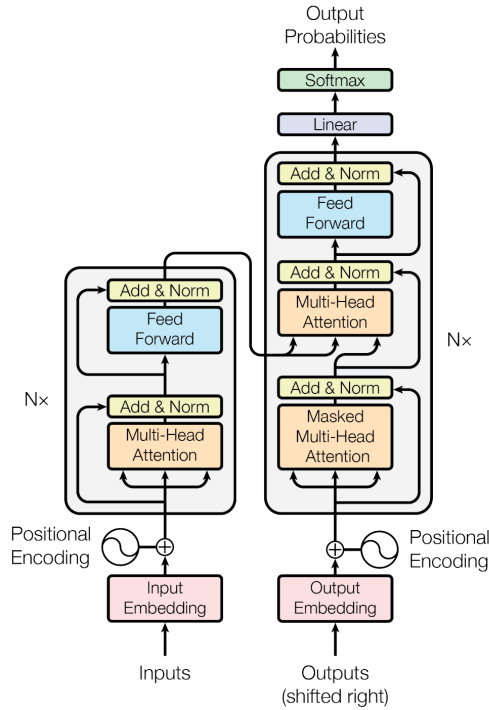 Output
Probabilities
Softmax
Linear
Add & Norm
Feed
Forward
Add & Norm
Multi-Head
Attention
Add & Norm
Masked
Multi-Head
Attention
N×
Add & Norm
Feed
Forward
Add & Norm
Multi-Head
Attention
N×
Positional
Encoding
Positional
Encoding
Input
Embedding
Output
Embedding
Inputs
Outputs
(shifted right)